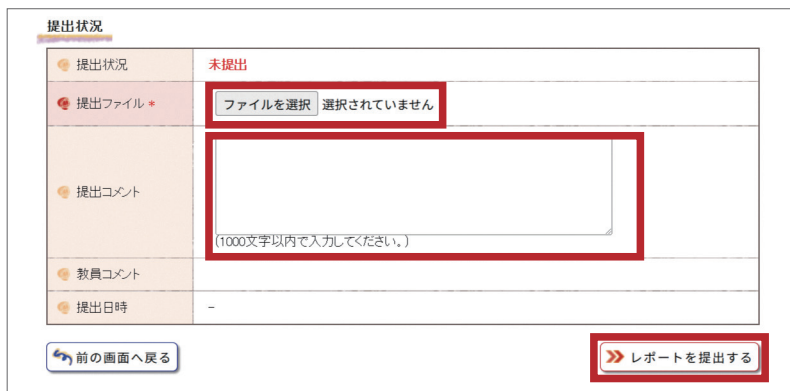 提出状況
提出状況 未提出
提出ファイル * ファイルを選択 選択されていません
提出コメント
(1000文字以内で入力してください。)
教員コメント
提出日時 -
前の画面へ戻る レポートを提出する